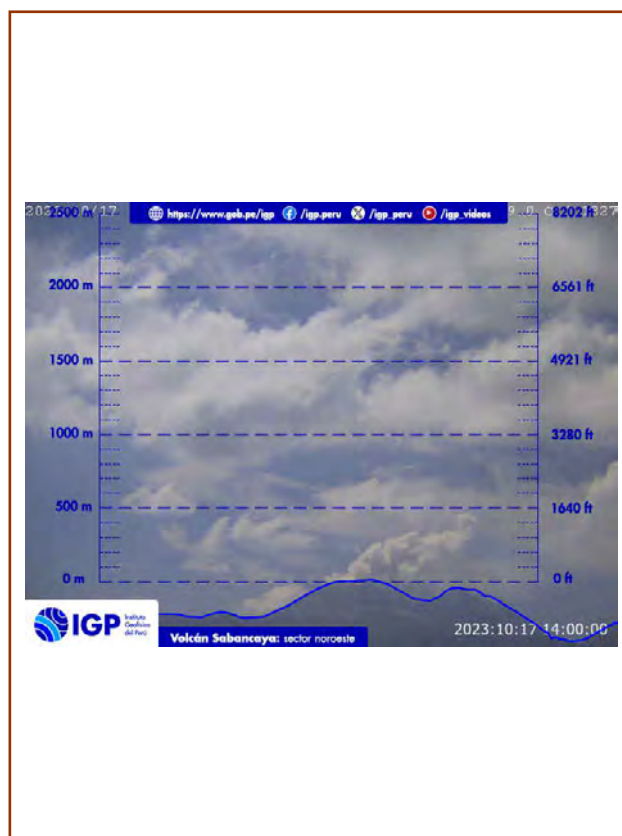 https://www.gob.pe/igp /igp.peru /igp_peru /igp_videos
2500 m 8202 ft
2000 m 6561 ft
1500 m 4921 ft
1000 m 3280 ft
500 m 1640 ft
0 m 0 ft
IGP Instituto
Geofísico
del Perú
Volcán Sabancaya: sector noroeste
2023:10:17 14:00:00